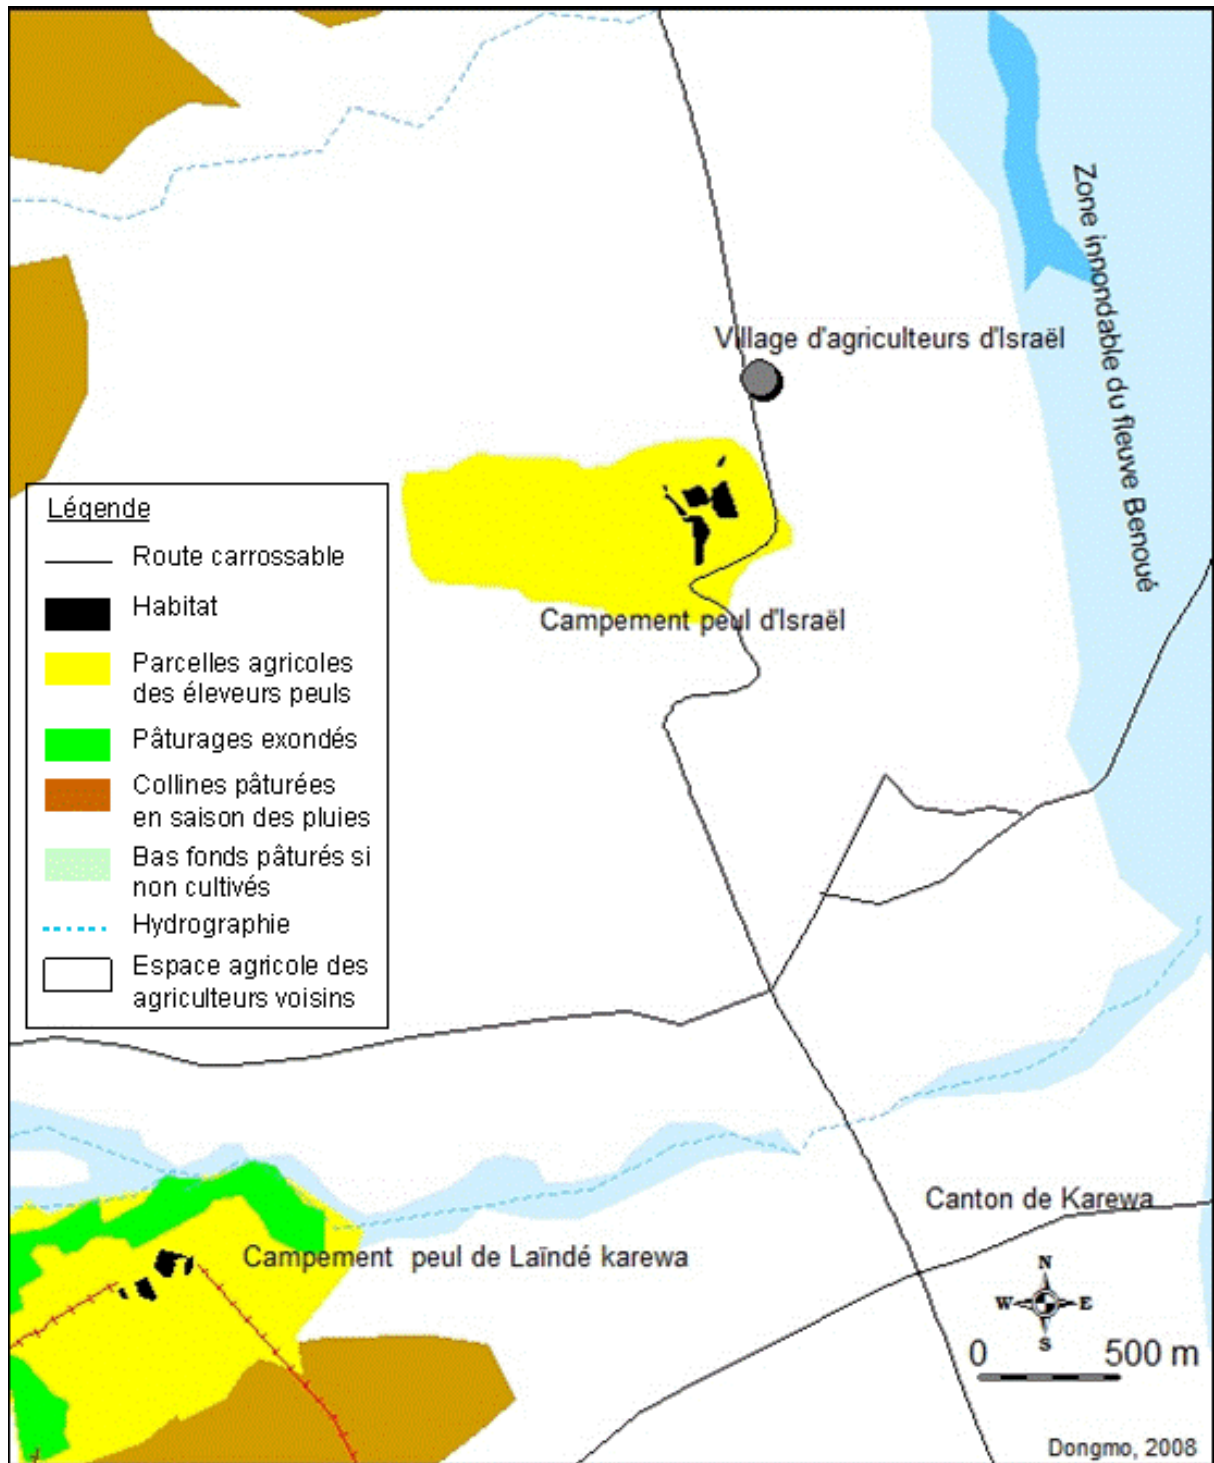 Zone innondable du fleuve Benoué
Village d'agriculteurs d'Israël
Campement peul d'Israël
Légende
Route carrossable
Habitat
Parcelles agricoles
des éleveurs peuls
Pâturages exondés
Collines pâturées
en saison des pluies
Bas fonds pâturés si
non cultivés
Hydrographie
Espace agricole des
agriculteurs voisins
Canton de Karewa
Campement peul de Laïndé karewa
N
W E
S
0 500 m
Dongmo, 2008